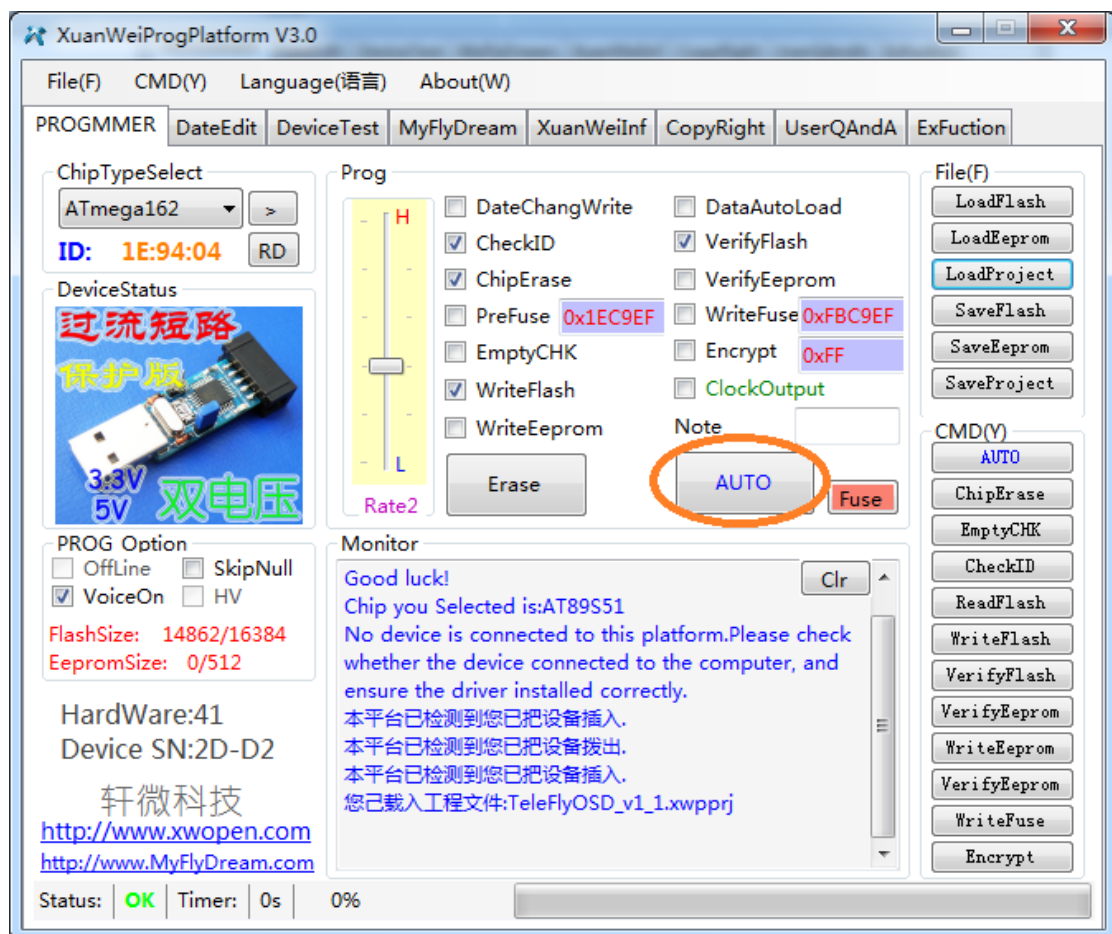 XuanWeiProgPlatform V3.0
File(F) CMD(Y) Language(语言) About(W)
PROGMMER DateEdit DeviceTest MyFlyDream XuanWeiInf CopyRight UserQAndA ExFuction
ChipTypeSelect
ATmega162 >
ID: 1E:94:04 RD
DeviceStatus
过流短路
保护版
3.3V
5V 双电压
PROG Option
OffLine SkipNull
VoiceOn HV
FlashSize: 14862/16384
EepromSize: 0/512
HardWare:41
Device SN:2D-D2
轩微科技
http://www.xwopen.com
http://www.MyFlyDream.com
Prog
H
L
Rate2
DateChangWrite DataAutoLoad
CheckID VerifyFlash
ChipErase VerifyEeprom
PreFuse 0x1EC9EF WriteFuse 0xFBC9EF
EmptyCHK Encrypt 0xFF
WriteFlash ClockOutput
WriteEeprom Note
Erase AUTO Fuse
Monitor
Clr
Good luck!
Chip you Selected is:AT89S51
No device is connected to this platform.Please check
whether the device connected to the computer, and
ensure the driver installed correctly.
本平台已检测到您已把设备插入.
本平台已检测到您已把设备拨出.
本平台已检测到您已把设备插入.
您已载入工程文件:TeleFlyOSD_v1_1.xwpprj
File(F)
LoadFlash
LoadEeprom
LoadProject
SaveFlash
SaveEeprom
SaveProject
CMD(Y)
AUTO
ChipErase
EmptyCHK
CheckID
ReadFlash
WriteFlash
VerifyFlash
VerifyEeprom
WriteEeprom
VerifyEeprom
WriteFuse
Encrypt
Status: OK Timer: 0s 0%